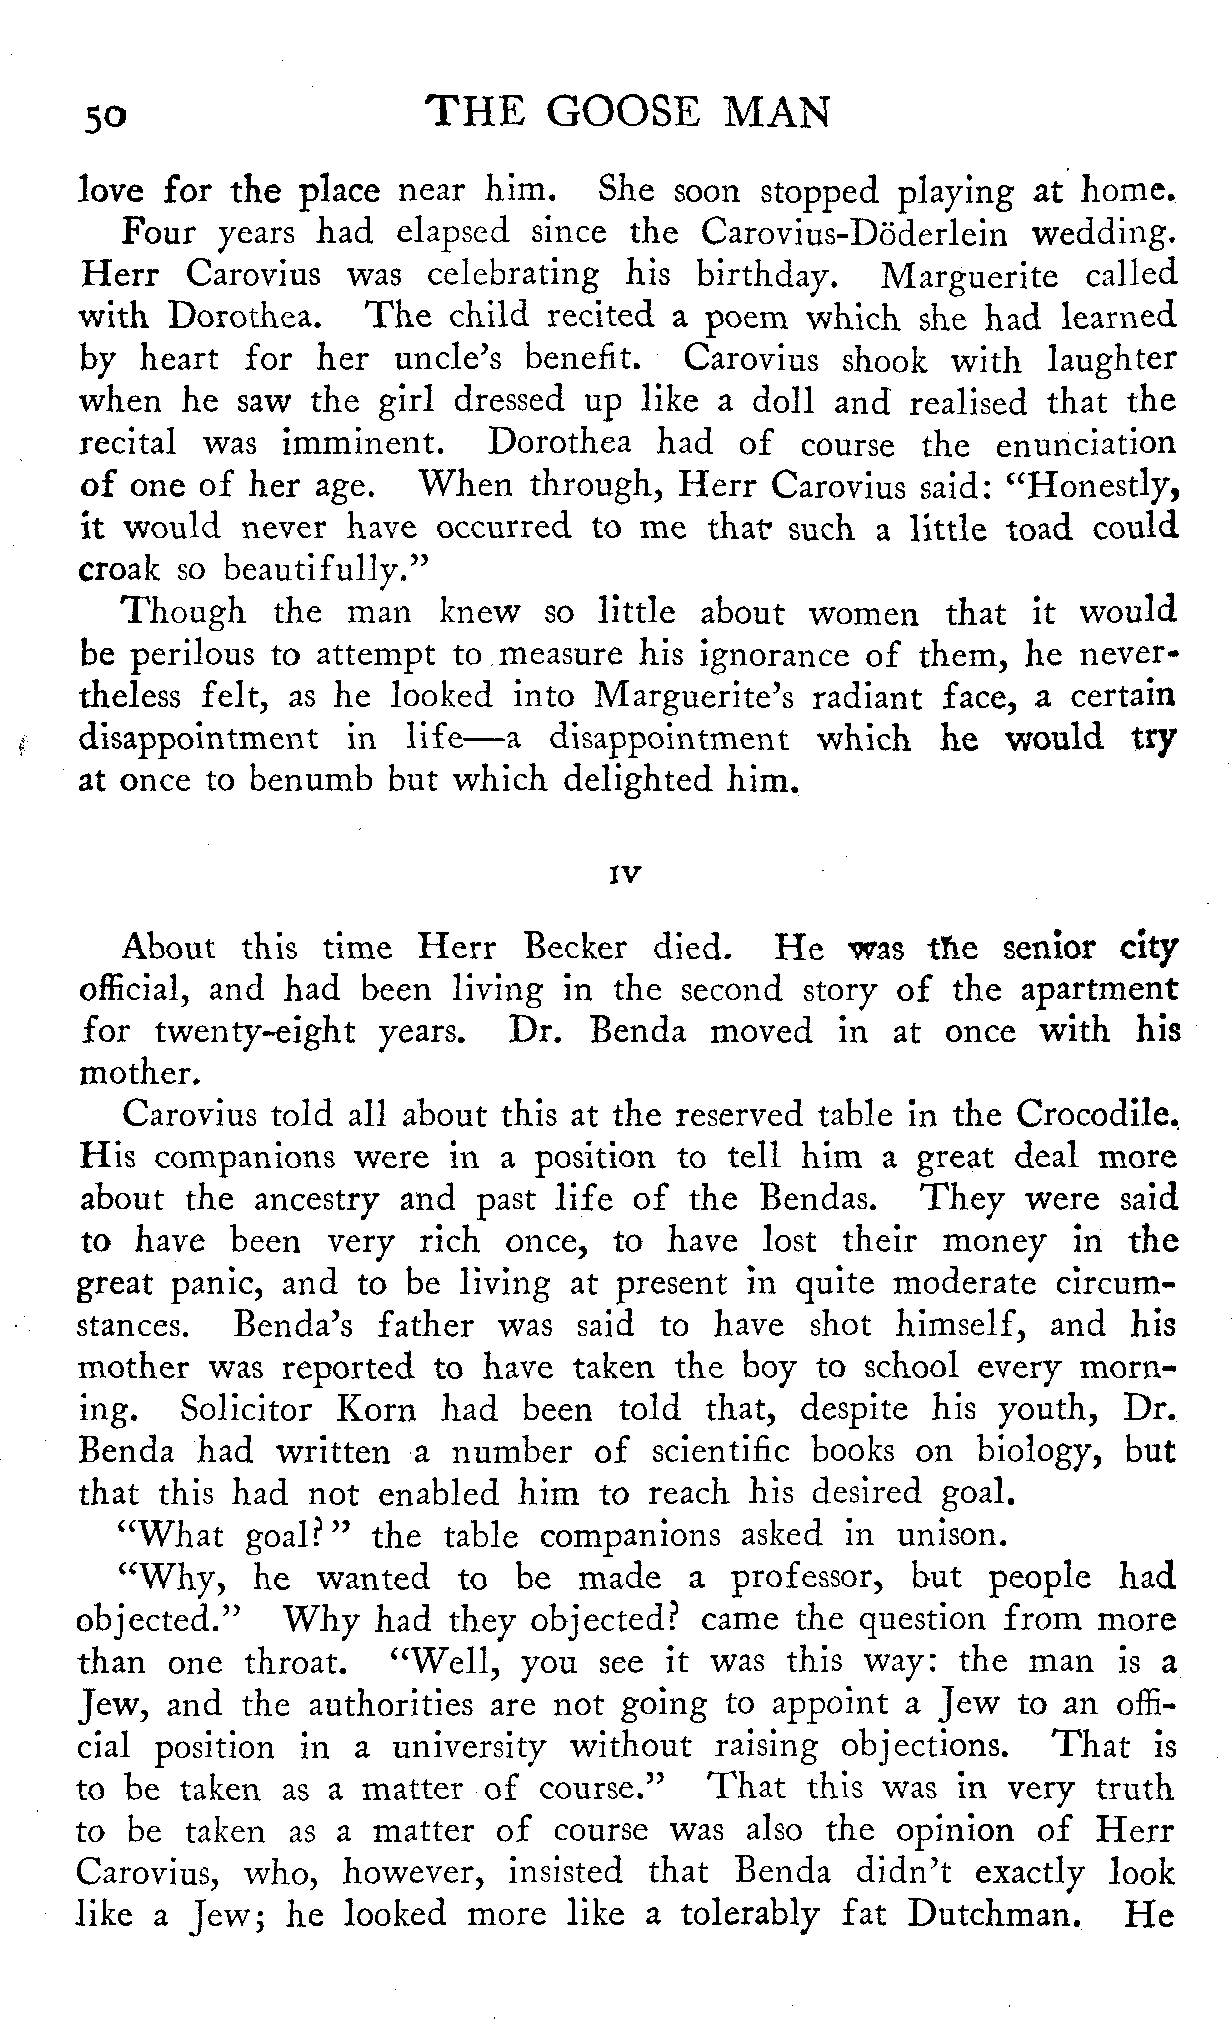 50 THE GOOSE MAN
love for the place near him. She soon stopped playing at home.
Four years had elapsed since the Carovius-Döderlein wedding.
Herr Carovius was celebrating his birthday. Marguerite called
with Dorothea. The child recited a poem which she had learned
by heart for her uncle's benefit. Carovius shook with laughter
when he saw the girl dressed up like a doll and realised that the
recital was imminent. Dorothea had of course the enunciation
of one of her age. When through, Herr Carovius said: "Honestly,
it would never have occurred to me that such a little toad could
croak so beautifully."
Though the man knew so little about women that it would
be perilous to attempt to measure his ignorance of them, he never-
theless felt, as he looked into Marguerite's radiant face, a certain
disappointment in life—a disappointment which he would try
at once to benumb but which delighted him.
IV
About this time Herr Becker died. He was the senior city
official, and had been living in the second story of the apartment
for twenty-eight years. Dr. Benda moved in at once with his
mother.
Carovius told all about this at the reserved table in the Crocodile.
His companions were in a position to tell him a great deal more
about the ancestry and past life of the Bendas. They were said
to have been very rich once, to have lost their money in the
great panic, and to be living at present in quite moderate circum-
stances. Benda's father was said to have shot himself, and his
mother was reported to have taken the boy to school every morn-
ing. Solicitor Korn had been told that, despite his youth, Dr.
Benda had written a number of scientific books on biology, but
that this had not enabled him to reach his desired goal.
"What goal?" the table companions asked in unison.
"Why, he wanted to be made a professor, but people had
objected." Why had they objected? came the question from more
than one throat. "Well, you see it was this way: the man is a
Jew, and the authorities are not going to appoint a Jew to an offi-
cial position in a university without raising objections. That is
to be taken as a matter of course." That this was in very truth
to be taken as a matter of course was also the opinion of Herr
Carovius, who, however, insisted that Benda didn't exactly look
like a Jew; he looked more like a tolerably fat Dutchman. He